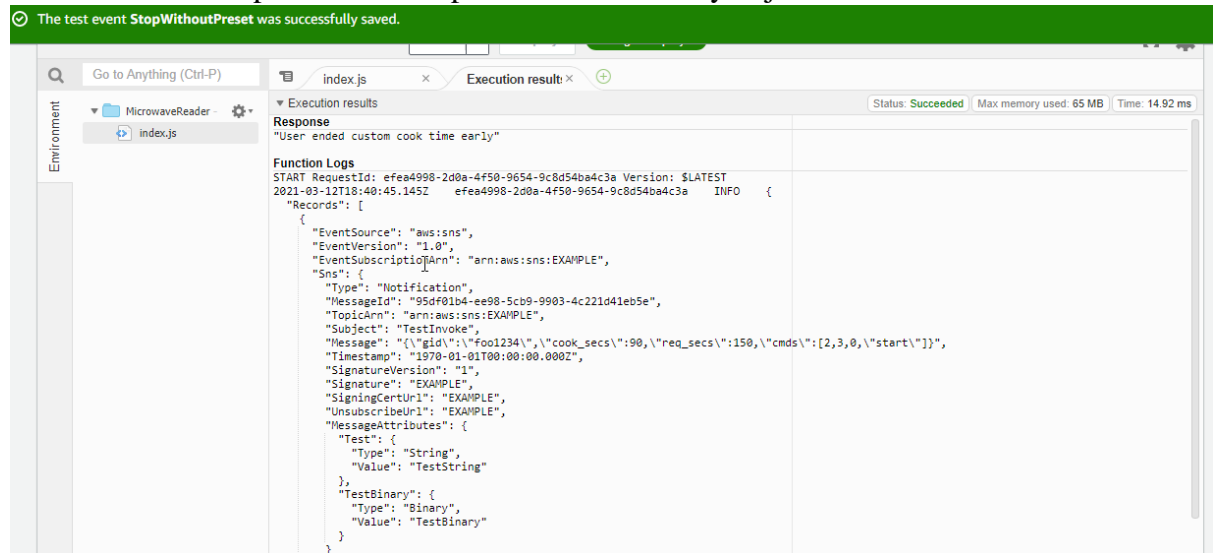 The test event StopWithoutPreset was successfully saved.
Go to Anything (Ctrl-P)
index.js
Execution results
Environment
MicrowaveReader -
index.js
Execution results
Status: Succeeded Max memory used: 65 MB Time: 14.92 ms
Response
"User ended custom cook time early"
Function Logs
START RequestId: efea4998-2d0a-4f50-9654-9c8d54ba4c3a Version: $LATEST
2021-03-12T18:40:45.145Z efea4998-2d0a-4f50-9654-9c8d54ba4c3a INFO {
"Records": [
{
"EventSource": "aws:sns",
"EventVersion": "1.0",
"EventSubscriptionArn": "arn:aws:sns:EXAMPLE",
"Sns": {
"Type": "Notification",
"MessageId": "95df01b4-ee98-5cb9-9903-4c221d41eb5e",
"TopicArn": "arn:aws:sns:EXAMPLE",
"Subject": "TestInvoke",
"Message": "{\"gid\":\"foo1234\",\"cook_secs\":90,\"req_secs\":150,\"cmds\":[2,3,0,\"start\"]}",
"Timestamp": "1970-01-01T00:00:00.000Z",
"SignatureVersion": "1",
"Signature": "EXAMPLE",
"SigningCertUrl": "EXAMPLE",
"UnsubscribeUrl": "EXAMPLE",
"MessageAttributes": {
"Test": {
"Type": "String",
"Value": "TestString"
},
"TestBinary": {
"Type": "Binary",
"Value": "TestBinary"
}
}